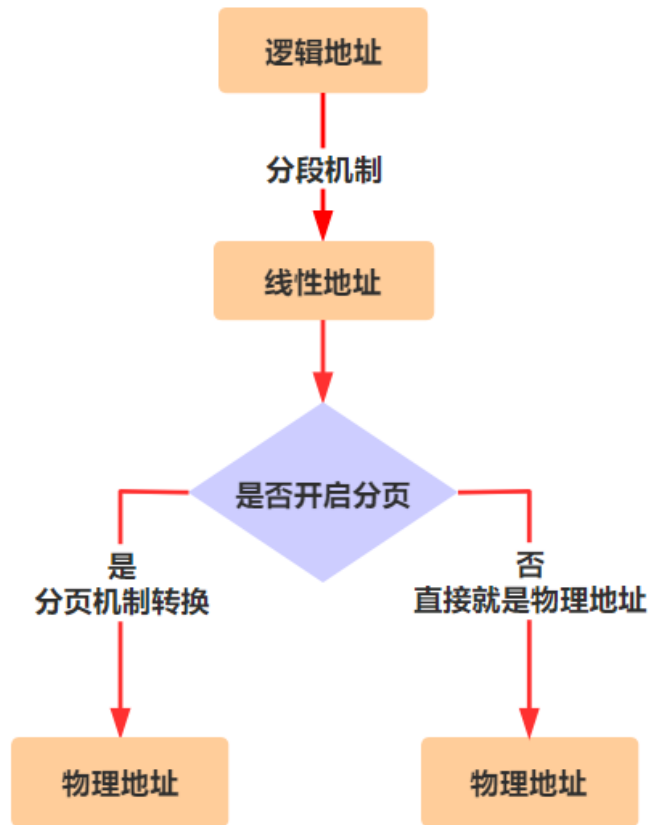 逻辑地址
分段机制
线性地址
是否开启分页
是
分页机制转换
否
直接就是物理地址
物理地址
物理地址